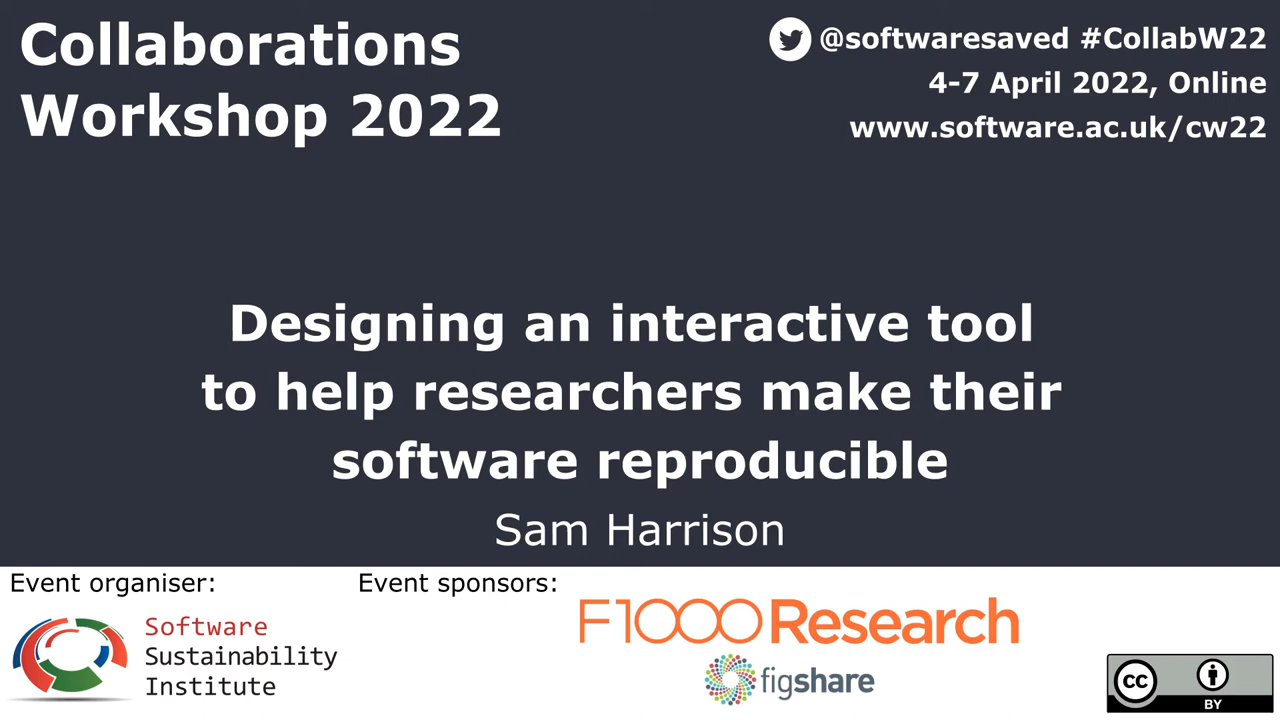 Collaborations
Workshop 2022
@softwaresaved #CollabW22
4-7 April 2022, Online
www.software.ac.uk/cw22
Designing an interactive tool
to help researchers make their
software reproducible
Sam Harrison
Event organiser:
Software
Sustainability
Institute
Event sponsors:
F1000Research
figshare
cc
BY